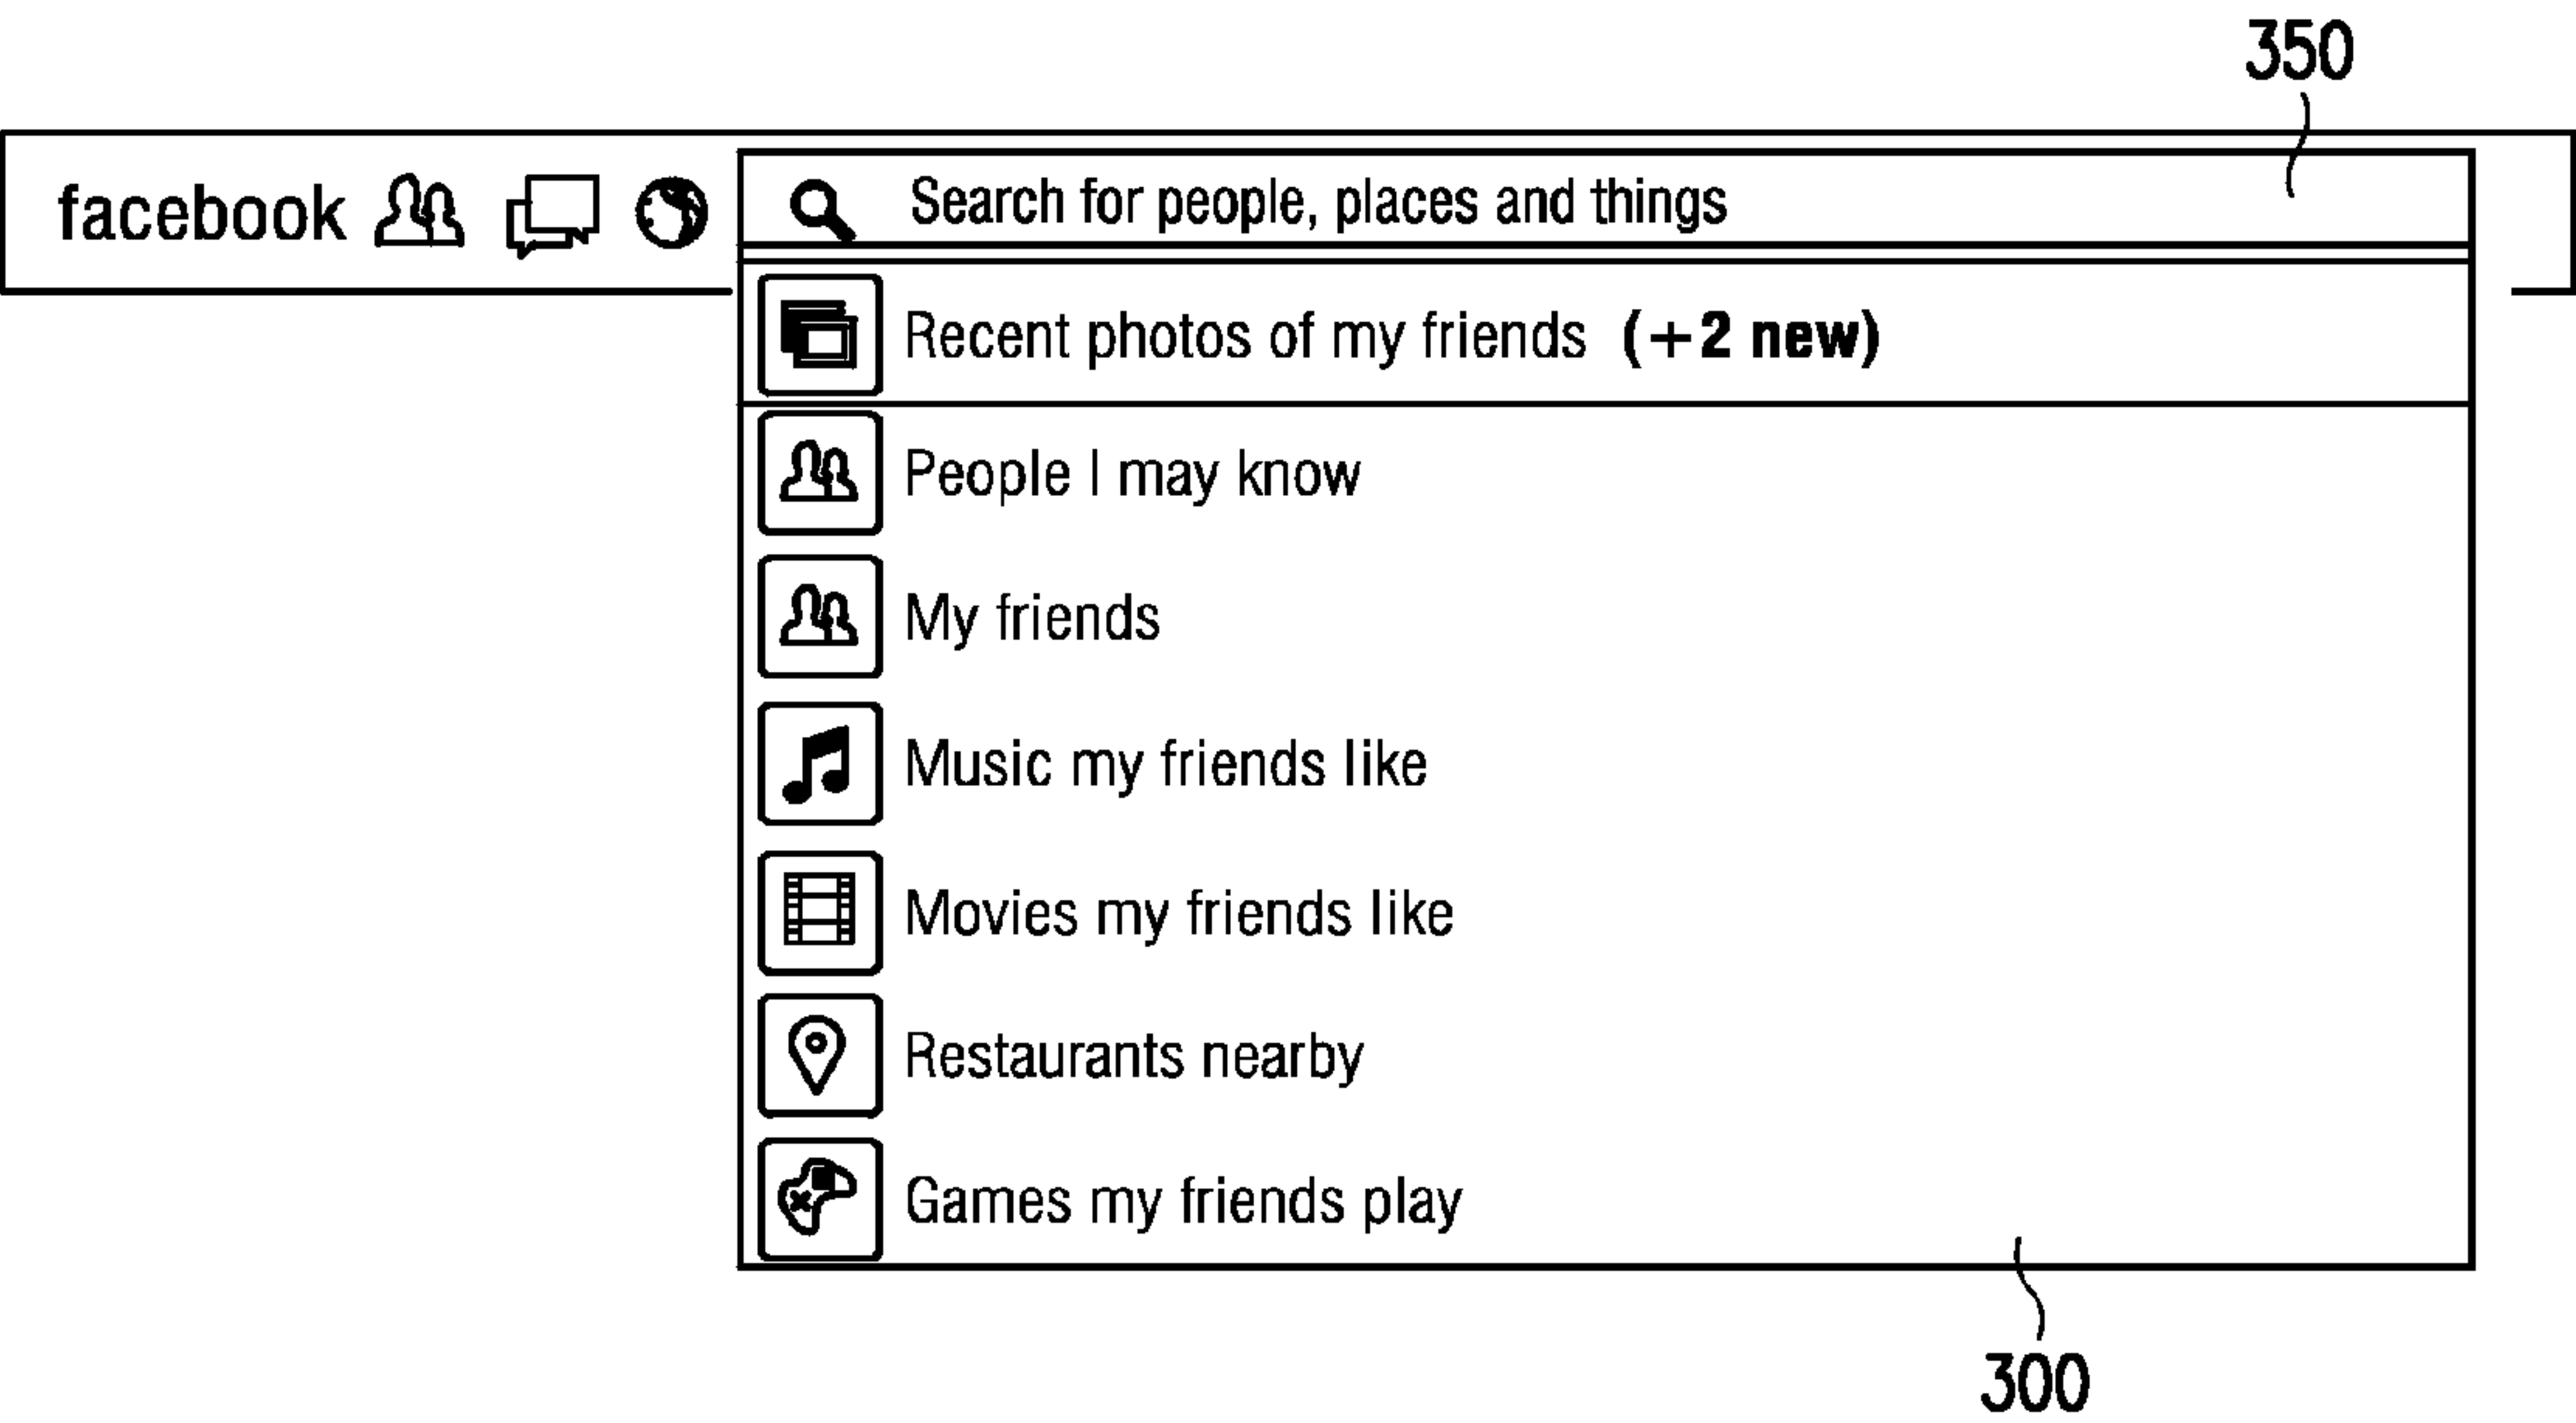 350
facebook
Search for people, places and things
Recent photos of my friends (+2 new)
People I may know
My friends
Music my friends like
Movies my friends like
Restaurants nearby
Games my friends play
300